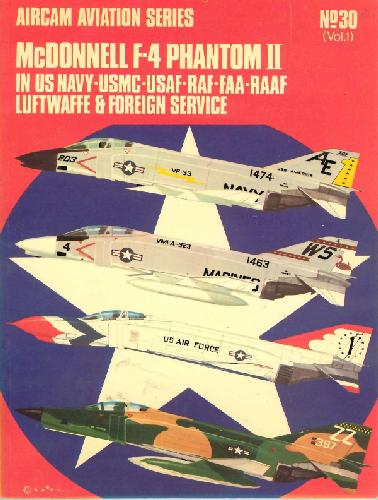 AIRCAM AVIATION SERIES
No30
(Vol.1)
McDONNELL F-4 PHANTOM II
IN US NAVY-USMC-USAF-RAF-FAA-RAAF
LUFTWAFFE & FOREIGN SERVICE
203
VF-33
1474
NAVY
AE
4
VMFA-323
1463
MARINES
WS
US AIR FORCE
ZZ
397